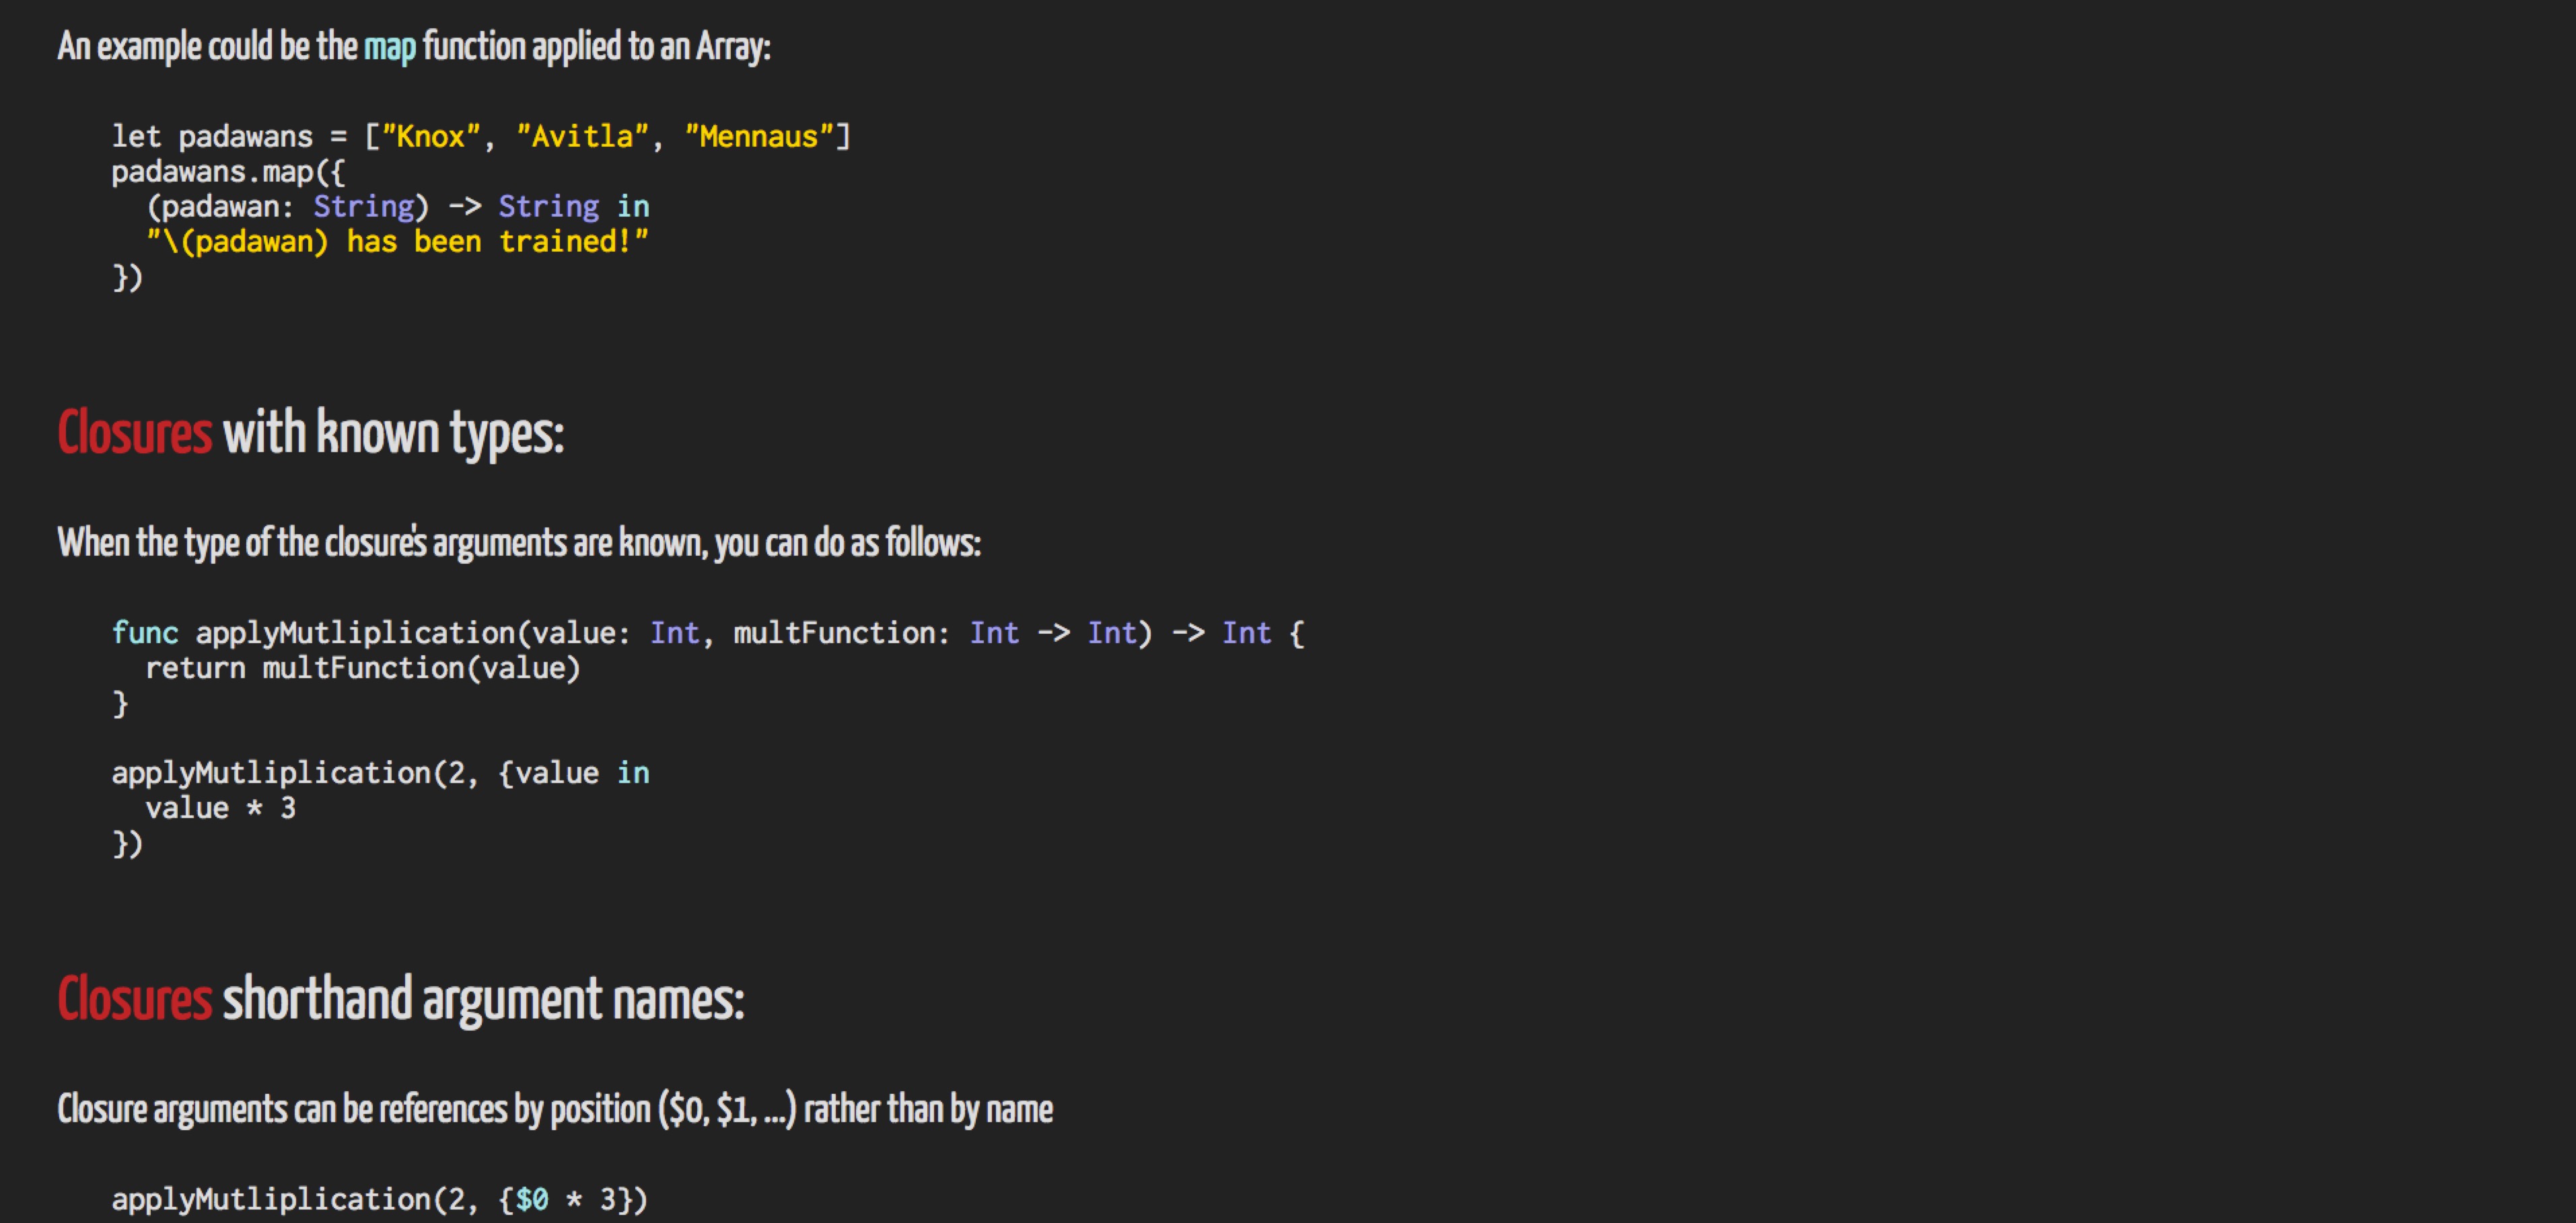 An example could be the map function applied to an Array:
let padawans = ["Knox", "Avitla", "Mennaus"]
padawans.map({
  (padawan: String) -> String in
  "\(padawan) has been trained!"
})
Closures with known types:
When the type of the closure's arguments are known, you can do as follows:
func applyMutliplication(value: Int, multFunction: Int -> Int) -> Int {
  return multFunction(value)
}
applyMutliplication(2, {value in
  value * 3
})
Closures shorthand argument names:
Closure arguments can be references by position ($0, $1, ...) rather than by name
applyMutliplication(2, {$0 * 3})